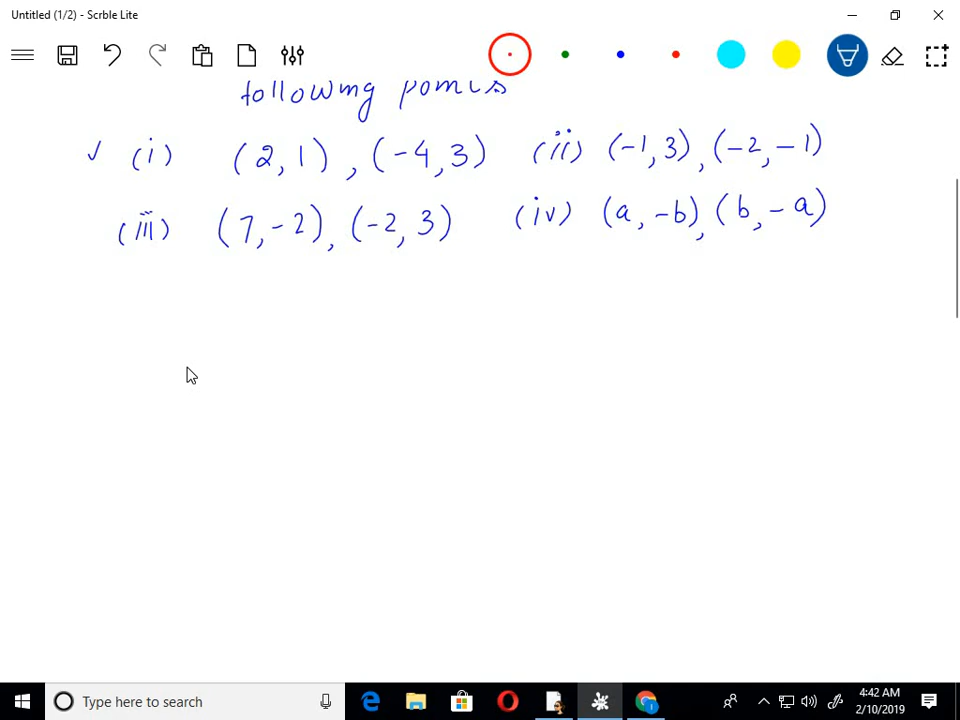 Untitled (1/2) - Scrble Lite
following points
✓ (i) (2, 1) , (-4, 3) (ii) (-1, 3), (-2, -1)
(iii) (7, -2), (-2, 3) (iv) (a, -b), (b, -a)
Type here to search
4:42 AM
2/10/2019